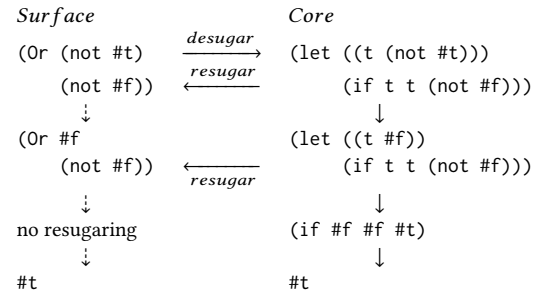 Surface Core
(Or (not #t) desugar (let ((t (not #t)))
(not #f)) resugar (if t t (not #f)))
(Or #f (let ((t #f))
(not #f)) resugar (if t t (not #f)))
no resugaring (if #f #f #t)
#t #t